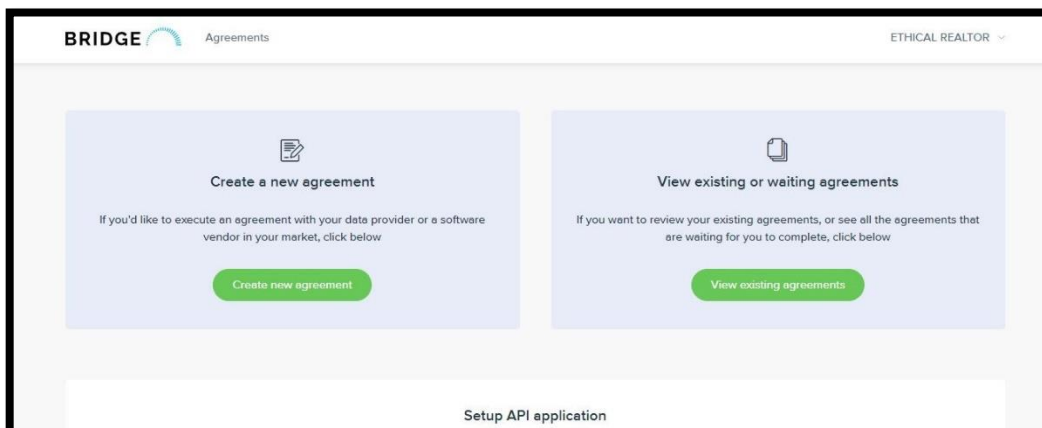 BRIDGE
Agreements
ETHICAL REALTOR
Create a new agreement
If you'd like to execute an agreement with your data provider or a software
vendor in your market, click below
Create new agreement
View existing or waiting agreements
If you want to review your existing agreements, or see all the agreements that
are waiting for you to complete, click below
View existing agreements
Setup API application